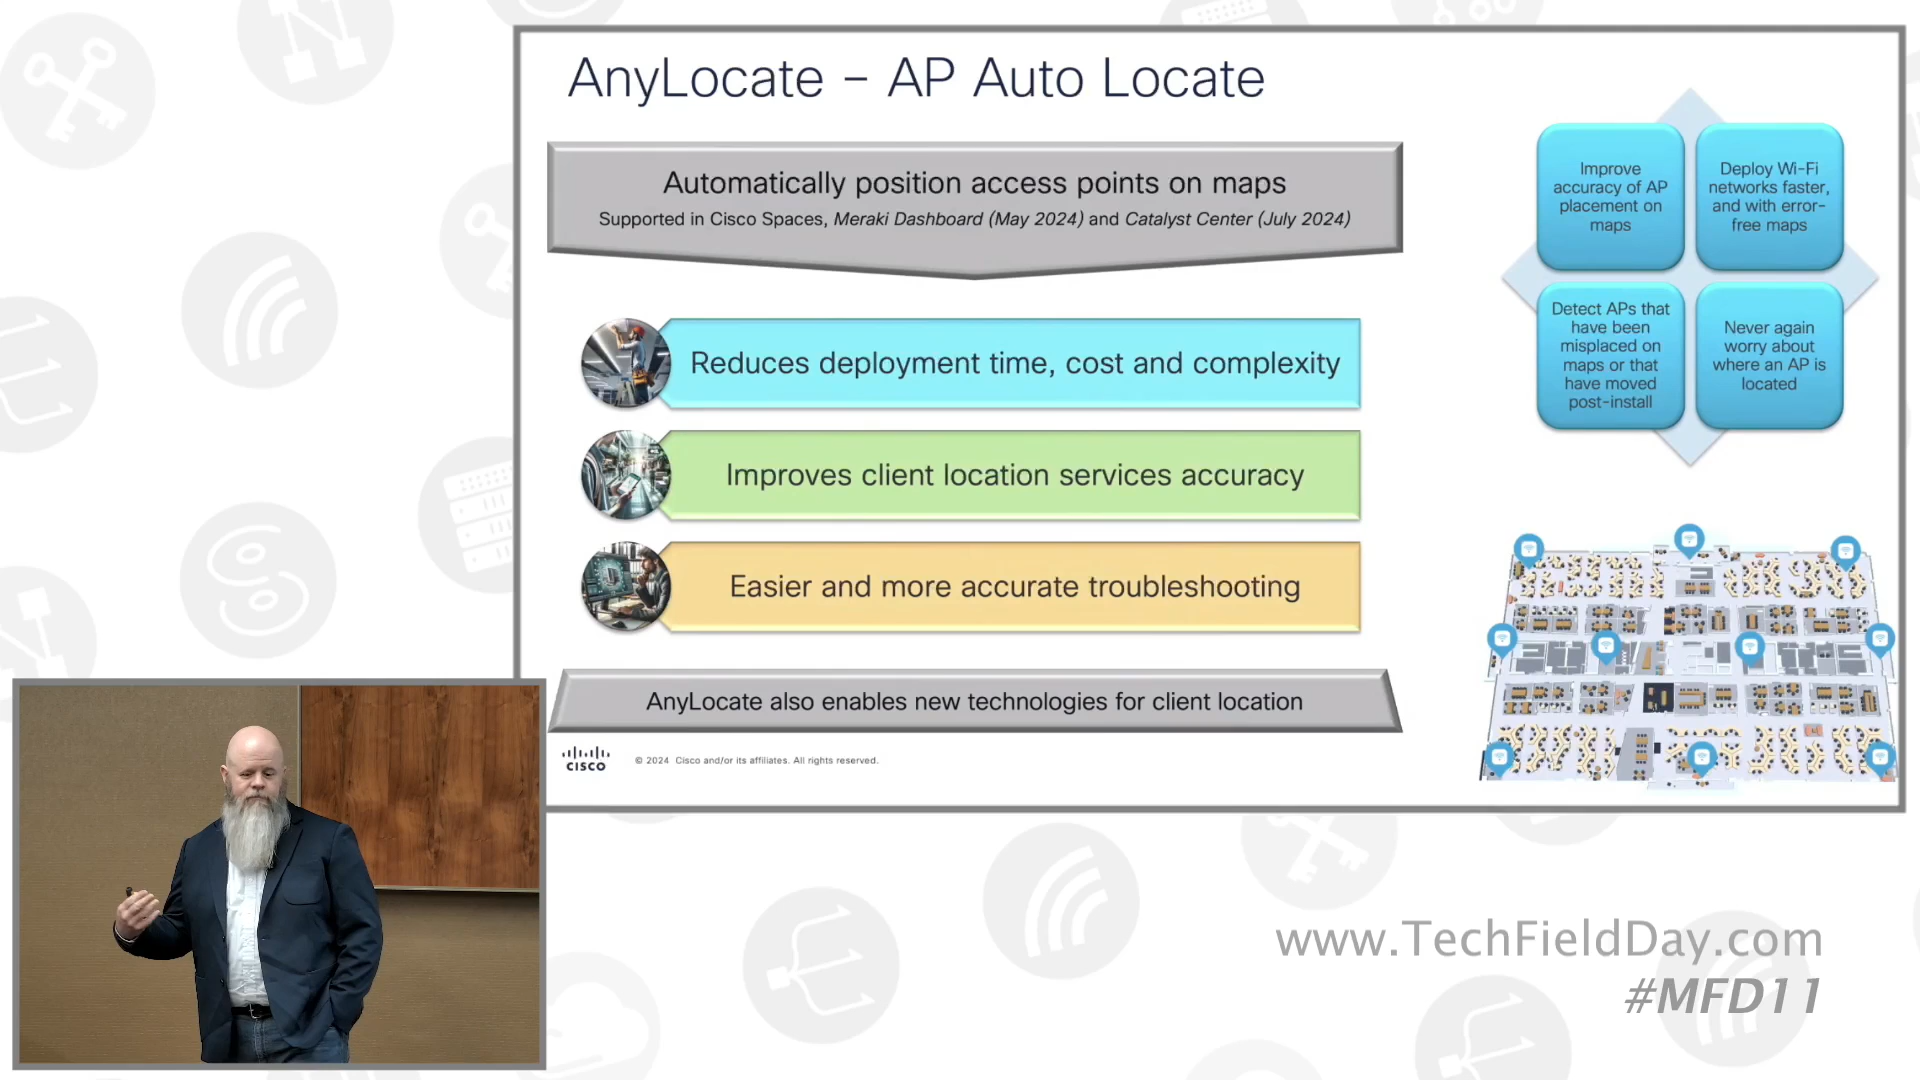 AnyLocate – AP Auto Locate
Automatically position access points on maps
Supported in Cisco Spaces, Meraki Dashboard (May 2024) and Catalyst Center (July 2024)
Reduces deployment time, cost and complexity
Improves client location services accuracy
Easier and more accurate troubleshooting
AnyLocate also enables new technologies for client location
CISCO
© 2024 Cisco and/or its affiliates. All rights reserved.
Improve
accuracy of AP
placement on
maps
Deploy Wi-Fi
networks faster,
and with error-
free maps
Detect APs that
have been
misplaced on
maps or that
have moved
post-install
Never again
worry about
where an AP is
located
www.TechFieldDay.com
#MFD11